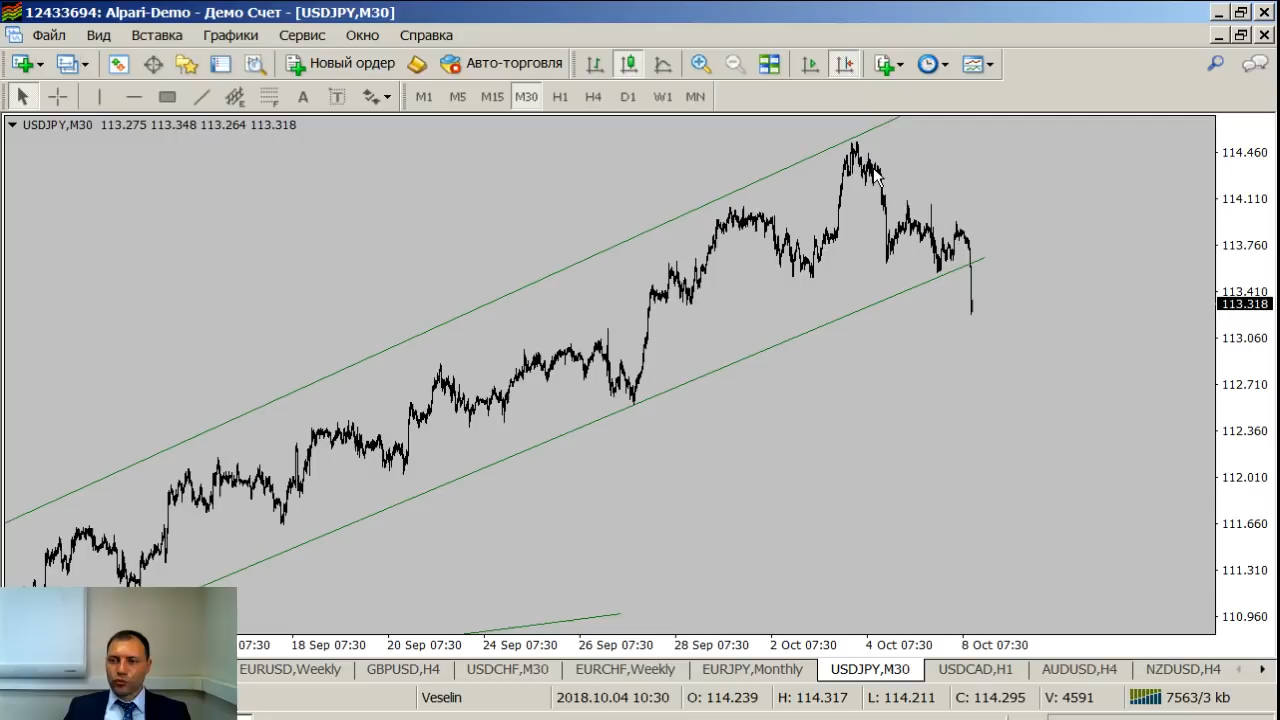 12433694: Alpari-Demo - Демо Счет - [USDJPY,M30]
Файл Вид Вставка Графики Сервис Окно Справка
Новый ордер Авто-торговля
A T M1 M5 M15 M30 H1 H4 D1 W1 MN
USDJPY,M30 113.275 113.348 113.264 113.318
114.460
114.110
113.760
113.410
113.318
113.060
112.710
112.360
112.010
111.660
111.310
110.960
07:30 18 Sep 07:30 20 Sep 07:30 24 Sep 07:30 26 Sep 07:30 28 Sep 07:30 2 Oct 07:30 4 Oct 07:30 8 Oct 07:30
EURUSD,Weekly GBPUSD,H4 USDCHF,M30 EURCHF,Weekly EURJPY,Monthly USDJPY,M30 USDCAD,H1 AUDUSD,H4 NZDUSD,H4
Veselin 2018.10.04 10:30 O: 114.239 H: 114.317 L: 114.211 C: 114.295 V: 4591 7563/3 kb